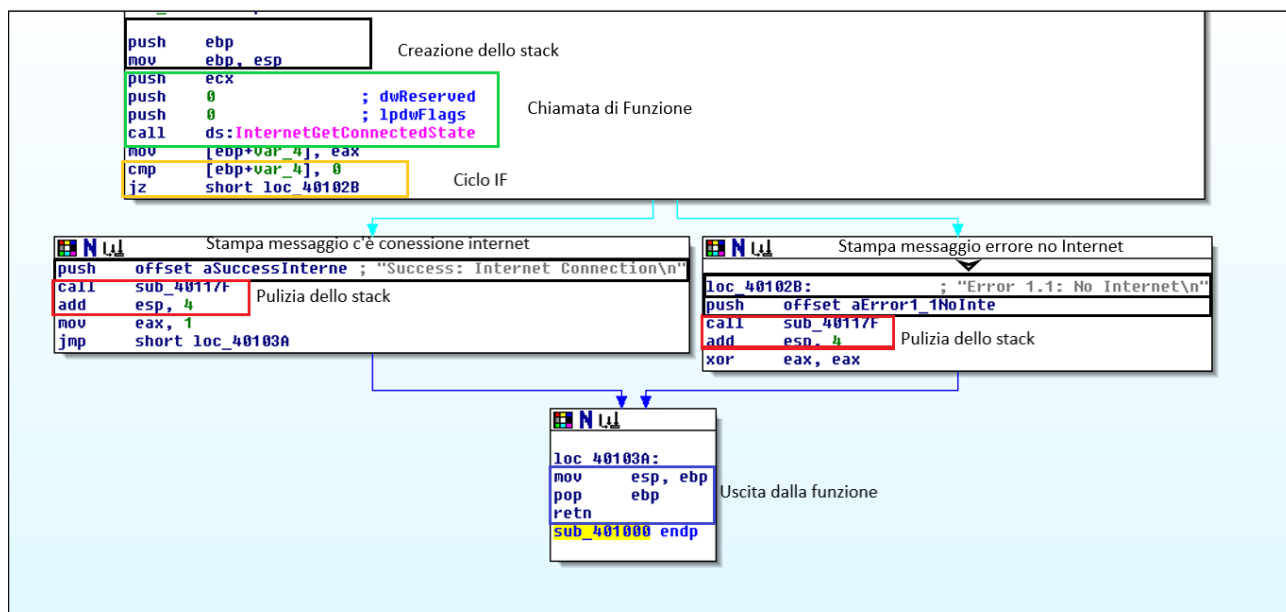 push ebp
mov ebp, esp
Creazione dello stack
push ecx
push 0 ; dwReserved
push 0 ; lpdwFlags
call ds:InternetGetConnectedState
Chiamata di Funzione
mov [ebp+var_4], eax
cmp [ebp+var_4], 0
jz short loc_40102B
Ciclo IF
Stampa messaggio c'è conessione internet
push offset aSuccessInterne ; "Success: Internet Connection\n"
call sub_40117F
add esp, 4
Pulizia dello stack
mov eax, 1
jmp short loc_40103A
Stampa messaggio errore no Internet
loc_40102B: ; "Error 1.1: No Internet\n"
push offset aError1_1NoInte
call sub_40117F
add esp, 4
Pulizia dello stack
xor eax, eax
loc_40103A:
mov esp, ebp
pop ebp
retn
Uscita dalla funzione
sub_401000 endp